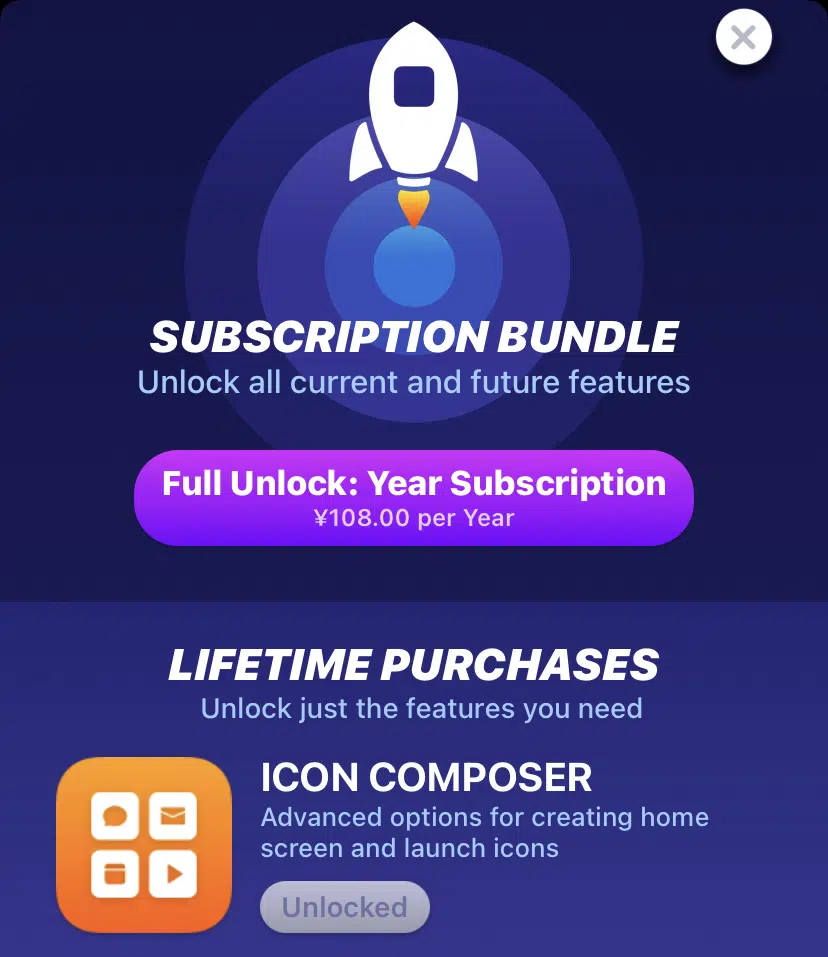 SUBSCRIPTION BUNDLE
Unlock all current and future features
Full Unlock: Year Subscription
¥108.00 per Year
LIFETIME PURCHASES
Unlock just the features you need
ICON COMPOSER
Advanced options for creating home
screen and launch icons
Unlocked